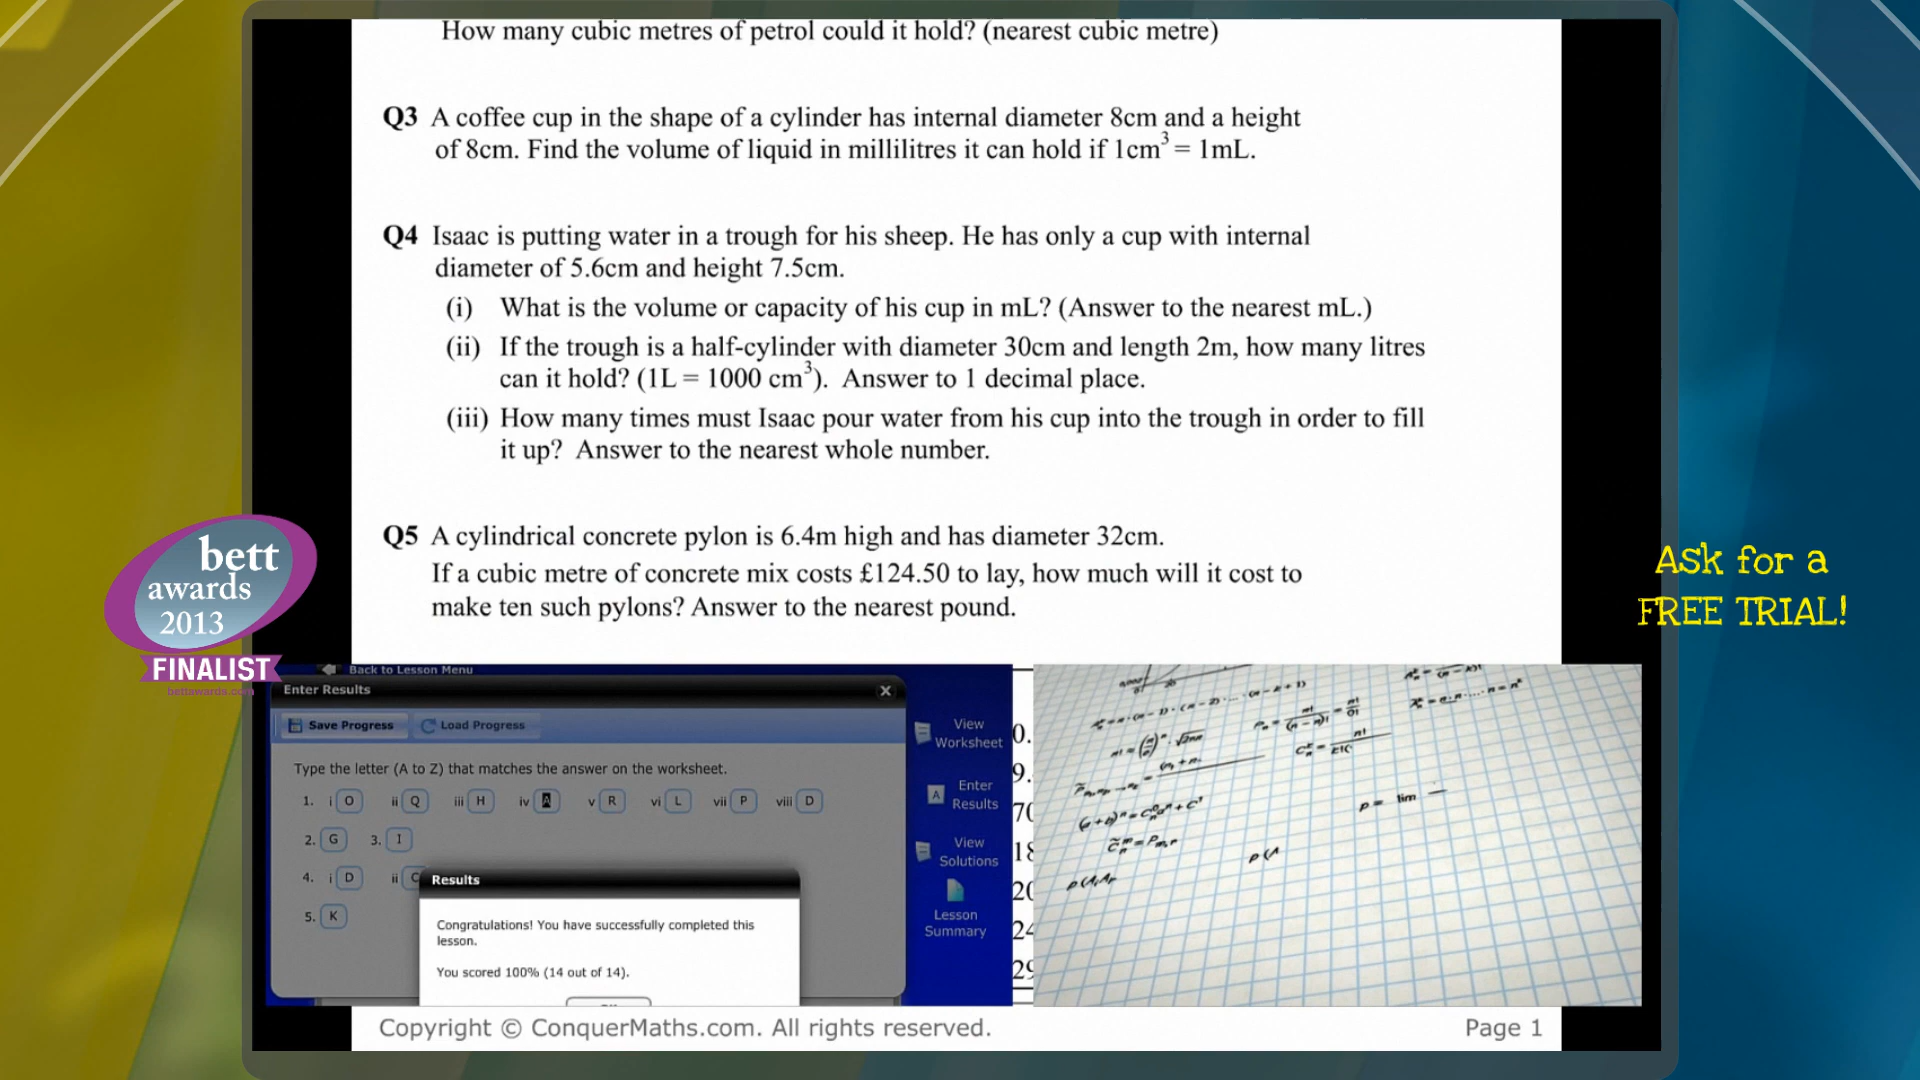 How many cubic metres of petrol could it hold? (nearest cubic metre)
Q3 A coffee cup in the shape of a cylinder has internal diameter 8cm and a height
of 8cm. Find the volume of liquid in millilitres it can hold if 1cm³ = 1mL.
Q4 Isaac is putting water in a trough for his sheep. He has only a cup with internal
diameter of 5.6cm and height 7.5cm.
(i) What is the volume or capacity of his cup in mL? (Answer to the nearest mL.)
(ii) If the trough is a half-cylinder with diameter 30cm and length 2m, how many litres
can it hold? (1L = 1000 cm³). Answer to 1 decimal place.
(iii) How many times must Isaac pour water from his cup into the trough in order to fill
it up? Answer to the nearest whole number.
Q5 A cylindrical concrete pylon is 6.4m high and has diameter 32cm.
If a cubic metre of concrete mix costs £124.50 to lay, how much will it cost to
make ten such pylons? Answer to the nearest pound.
bett
awards
2013
FINALIST
bettawards.com
Ask for a
FREE TRIAL!
Back to Lesson Menu
Enter Results
Save Progress Load Progress
Type the letter (A to Z) that matches the answer on the worksheet.
1. i O ii Q iii H iv A v R vi L vii P viii D
2. G 3. I
4. i D ii C
5. K
Results
Congratulations! You have successfully completed this
lesson.
You scored 100% (14 out of 14).
View
Worksheet
Enter
Results
View
Solutions
Lesson
Summary
0.
9.
70
18
20
24
29
p = lim
Copyright © ConquerMaths.com. All rights reserved.
Page 1